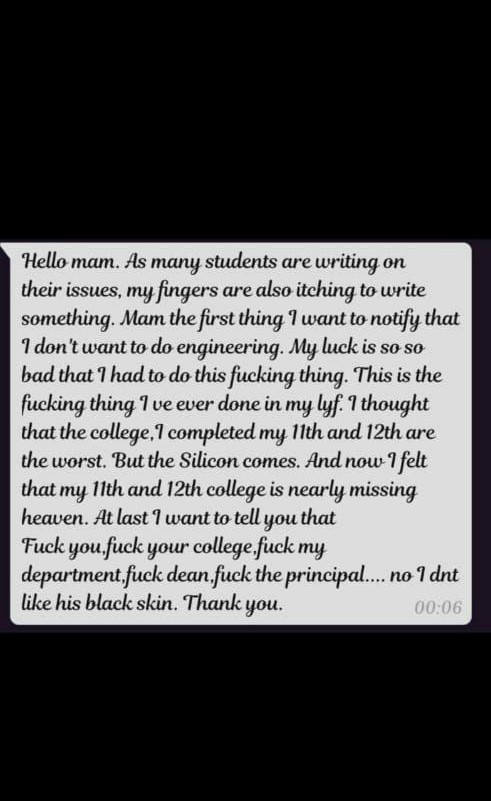 Hello mam. As many students are writing on
their issues, my fingers are also itching to write
something. Mam the first thing I want to notify that
I don't want to do engineering. My luck is so so
bad that I had to do this fucking thing. This is the
fucking thing I ve ever done in my lyf. I thought
that the college,I completed my 11th and 12th are
the worst. But the Silicon comes. And now I felt
that my 11th and 12th college is nearly missing
heaven. At last I want to tell you that
Fuck you,fuck your college,fuck my
department,fuck dean,fuck the principal.... no I dnt
like his black skin. Thank you.
00:06